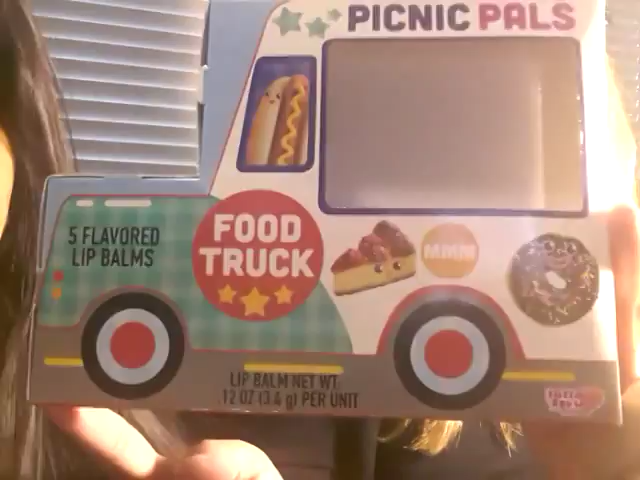 PICNIC PALS
5 FLAVORED
LIP BALMS
FOOD
TRUCK
MMM
LIP BALM NET WT.
.12 OZ (3.4 g) PER UNIT